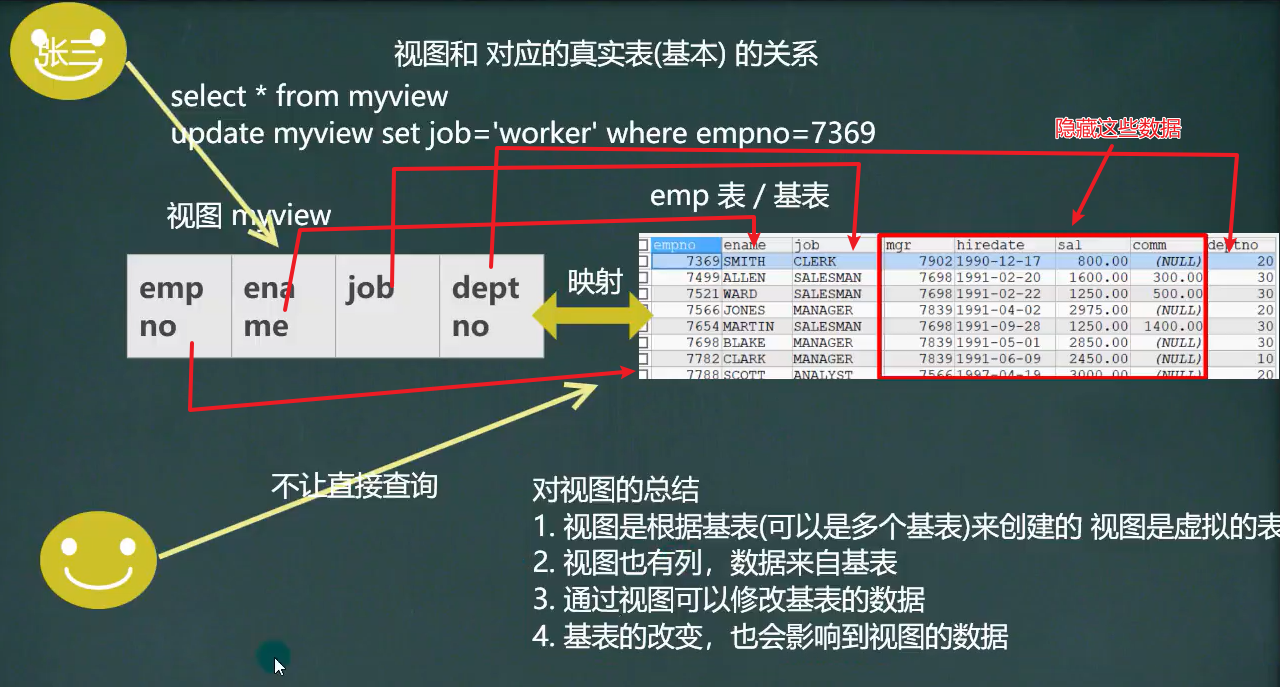 张三
视图和 对应的真实表(基本) 的关系
select * from myview
update myview set job='worker' where empno=7369
隐藏这些数据
emp 表 / 基表
视图 myview
emp
no
ena
me
job
dept
no
映射
empno ename job mgr hiredate sal comm deptno
7369 SMITH CLERK 7902 1990-12-17 800.00 (NULL) 20
7499 ALLEN SALESMAN 7698 1991-02-20 1600.00 300.00 30
7521 WARD SALESMAN 7698 1991-02-22 1250.00 500.00 30
7566 JONES MANAGER 7839 1991-04-02 2975.00 (NULL) 20
7654 MARTIN SALESMAN 7698 1991-09-28 1250.00 1400.00 30
7698 BLAKE MANAGER 7839 1991-05-01 2850.00 (NULL) 30
7782 CLARK MANAGER 7839 1991-06-09 2450.00 (NULL) 10
7788 SCOTT ANALYST 7566 1997-04-19 3000.00 (NULL) 20
不让直接查询
对视图的总结
1. 视图是根据基表(可以是多个基表)来创建的 视图是虚拟的表
2. 视图也有列，数据来自基表
3. 通过视图可以修改基表的数据
4. 基表的改变，也会影响到视图的数据